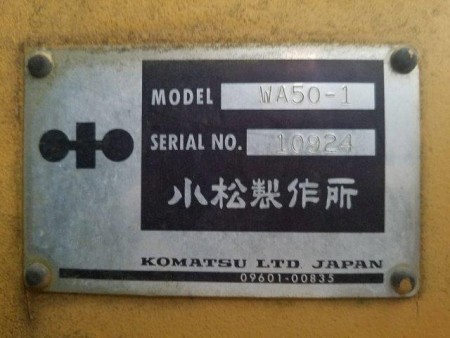 MODEL WA50-1
SERIAL NO. 10924
小松製作所
KOMATSU LTD. JAPAN
09601-00835